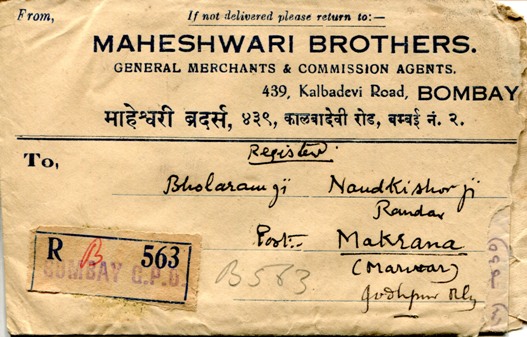 From, If not delivered please return to:—
MAHESHWARI BROTHERS.
GENERAL MERCHANTS & COMMISSION AGENTS.
439, Kalbadevi Road, BOMBAY
माहेश्वरी ब्रदर्स, ४३९, कालबादेवी रोड, बम्बई नं. २.
To,
Register
Bholaramji Nandkishorji
Randar
Post- Makrana
(Marwar)
Jodhpur Rly
R B 563
BOMBAY G.P.O.
B563.